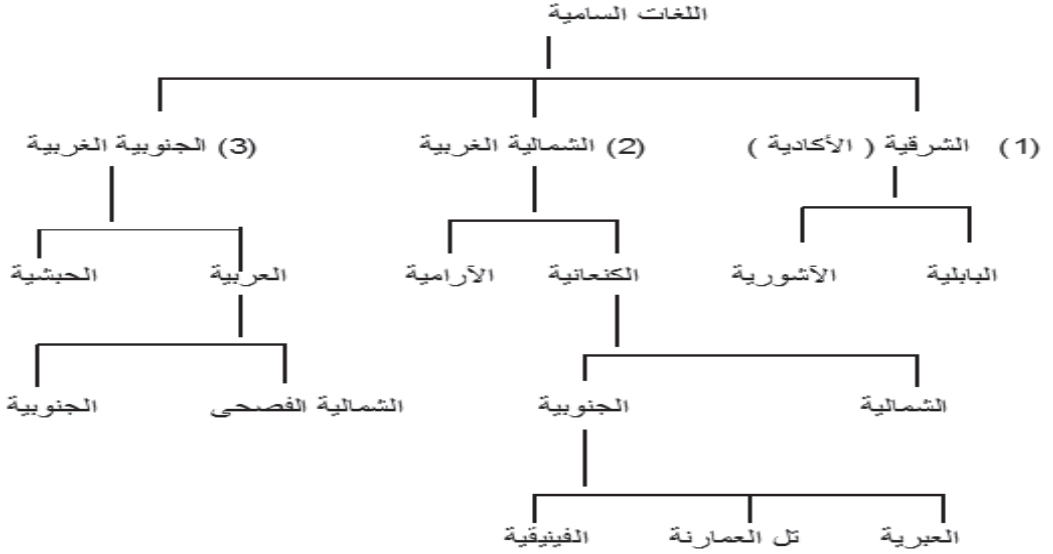 اللغات السامية
(1) الشرقية ( الأكادية )
(2) الشمالية الغربية
(3) الجنوبية الغربية
البابلية
الآشورية
الكنعانية
الآرامية
العربية
الحبشية
الشمالية
الجنوبية
الشمالية الفصحى
الجنوبية
العبرية
تل العمارنة
الفينيقية